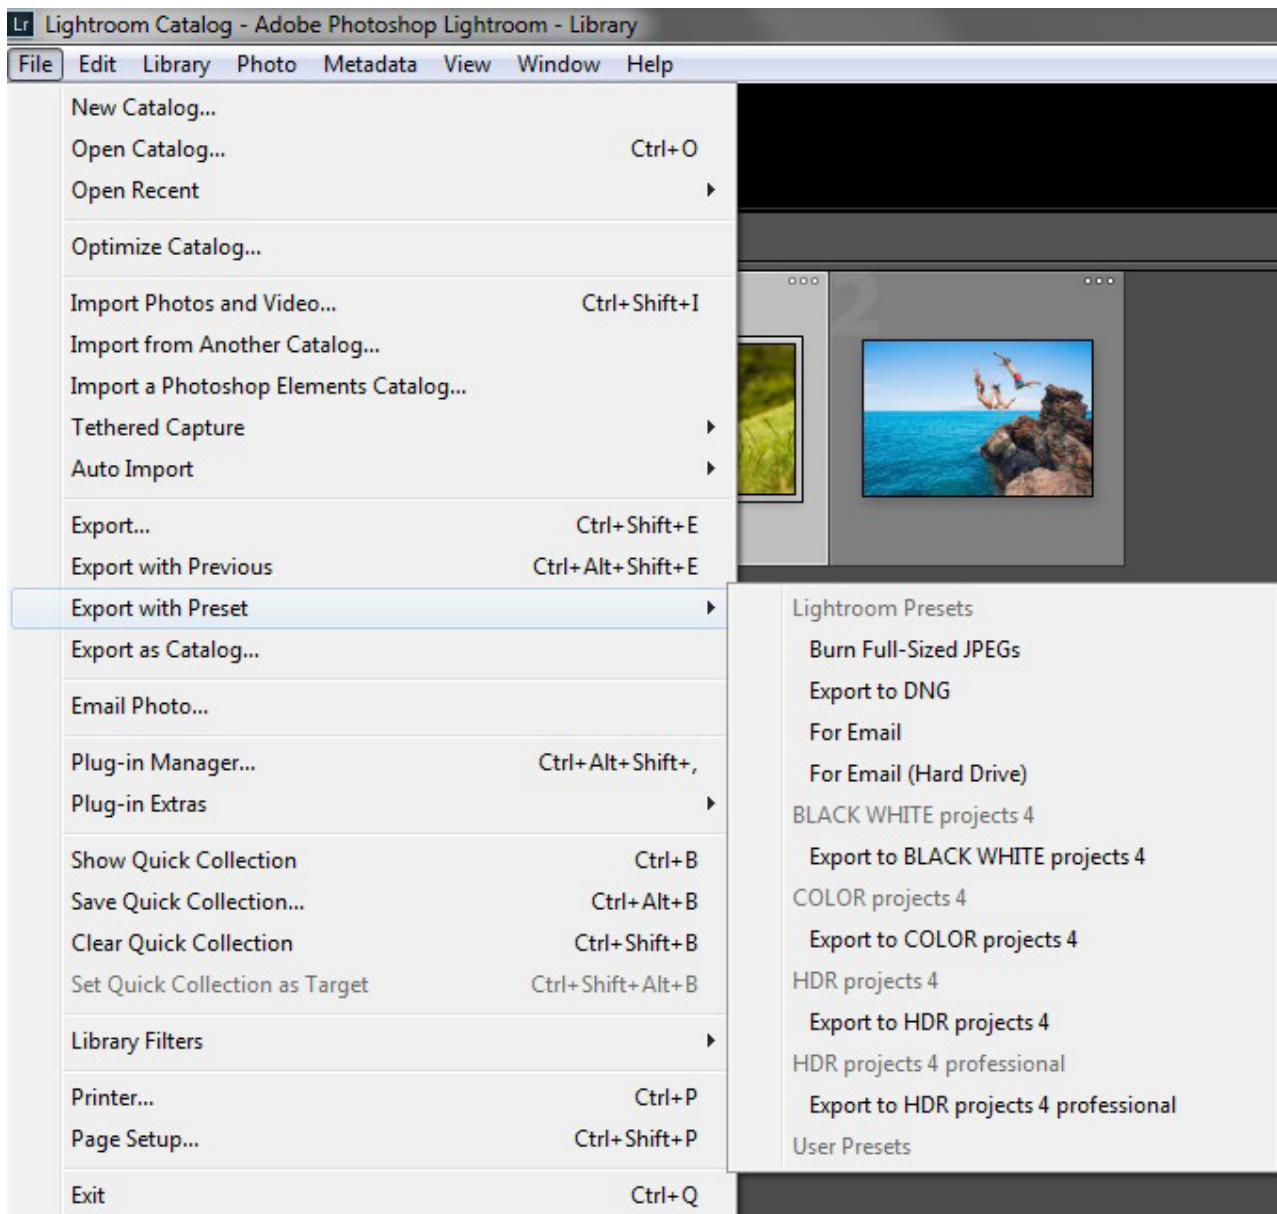 Lr Lightroom Catalog - Adobe Photoshop Lightroom - Library
File Edit Library Photo Metadata View Window Help
New Catalog...
Open Catalog... Ctrl+O
Open Recent
Optimize Catalog...
Import Photos and Video... Ctrl+Shift+I
Import from Another Catalog...
Import a Photoshop Elements Catalog...
Tethered Capture
Auto Import
Export... Ctrl+Shift+E
Export with Previous Ctrl+Alt+Shift+E
Export with Preset
Export as Catalog...
Email Photo...
Plug-in Manager... Ctrl+Alt+Shift+,
Plug-in Extras
Show Quick Collection Ctrl+B
Save Quick Collection... Ctrl+Alt+B
Clear Quick Collection Ctrl+Shift+B
Set Quick Collection as Target Ctrl+Shift+Alt+B
Library Filters
Printer... Ctrl+P
Page Setup... Ctrl+Shift+P
Exit Ctrl+Q
2
Lightroom Presets
Burn Full-Sized JPEGs
Export to DNG
For Email
For Email (Hard Drive)
BLACK WHITE projects 4
Export to BLACK WHITE projects 4
COLOR projects 4
Export to COLOR projects 4
HDR projects 4
Export to HDR projects 4
HDR projects 4 professional
Export to HDR projects 4 professional
User Presets